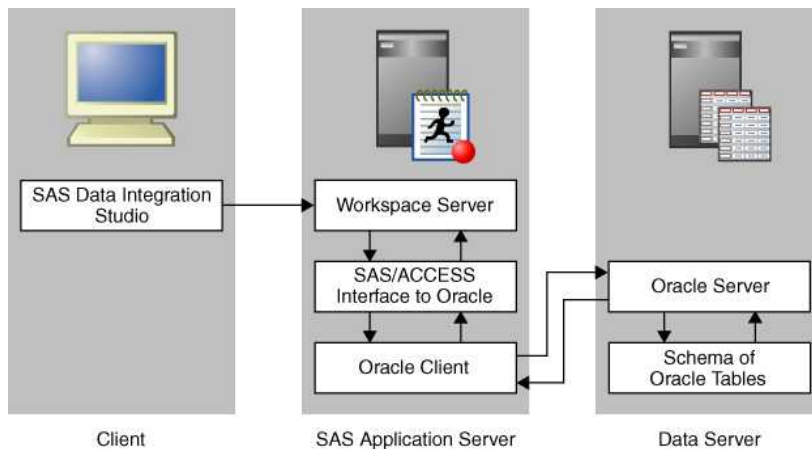 SAS Data Integration
Studio
Workspace Server
SAS/ACCESS
Interface to Oracle
Oracle Client
Oracle Server
Schema of
Oracle Tables
Client
SAS Application Server
Data Server